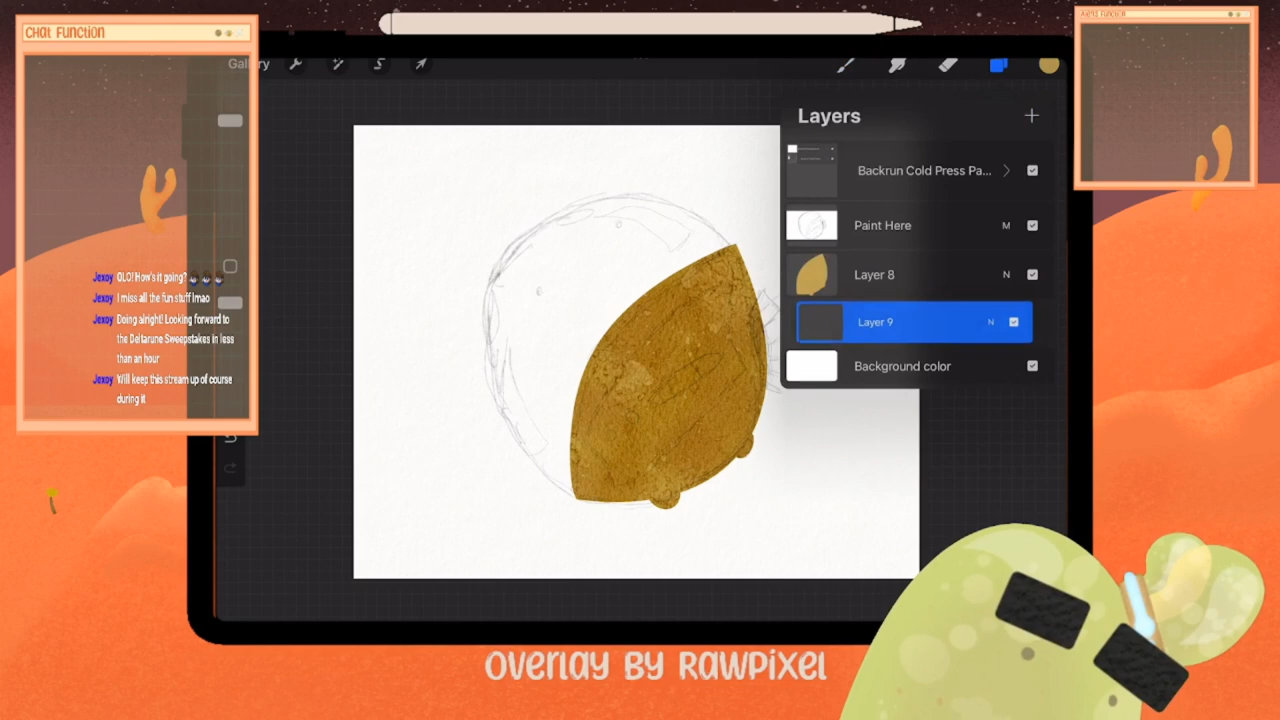 CHAT FUNCTION
Jexoy OLO! How's it going?
Jexoy I miss all the fun stuff lmao
Jexoy Doing alright! Looking forward to
the Deltarune Sweepstakes in less
than an hour
Jexoy Will keep this stream up of course
during it
Gallery
Layers
Backrun Cold Press Pa...
Paint Here M
Layer 8 N
Layer 9 N
Background color
OVERLAY BY RAWPIXEL